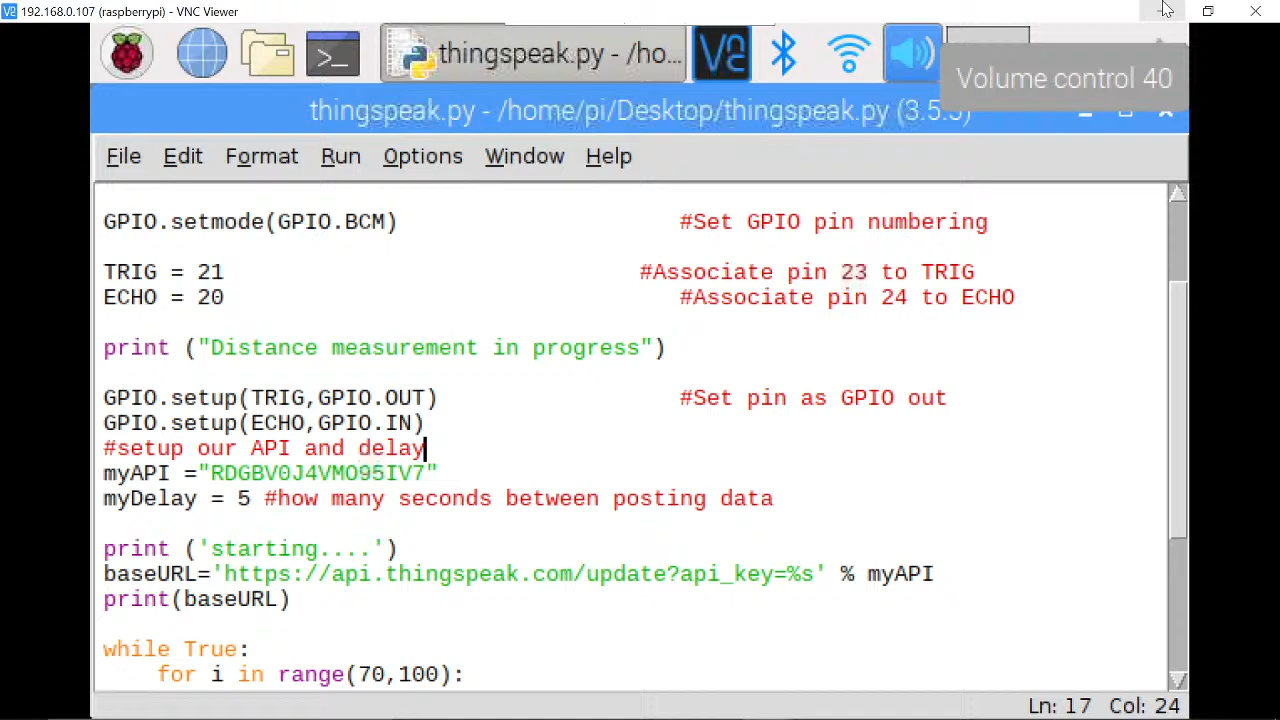 192.168.0.107 (raspberrypi) - VNC Viewer
thingspeak.py - /ho...
Volume control 40
thingspeak.py - /home/pi/Desktop/thingspeak.py (3.5.3)
File Edit Format Run Options Window Help
GPIO.setmode(GPIO.BCM) #Set GPIO pin numbering
TRIG = 21 #Associate pin 23 to TRIG
ECHO = 20 #Associate pin 24 to ECHO
print ("Distance measurement in progress")
GPIO.setup(TRIG,GPIO.OUT) #Set pin as GPIO out
GPIO.setup(ECHO,GPIO.IN)
#setup our API and delay
myAPI ="RDGBV0J4VMO95IV7"
myDelay = 5 #how many seconds between posting data
print ('starting....')
baseURL='https://api.thingspeak.com/update?api_key=%s' % myAPI
print(baseURL)
while True:
for i in range(70,100):
Ln: 17 Col: 24